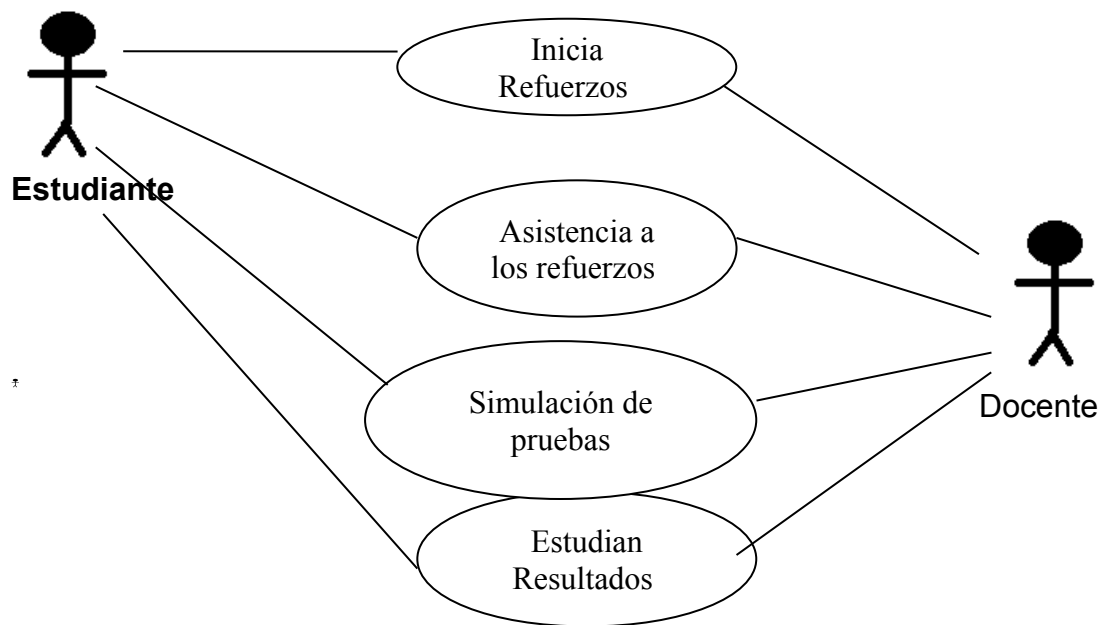 Inicia
Refuerzos
Estudiante
Asistencia a
los refuerzos
Simulación de
pruebas
Docente
Estudian
Resultados